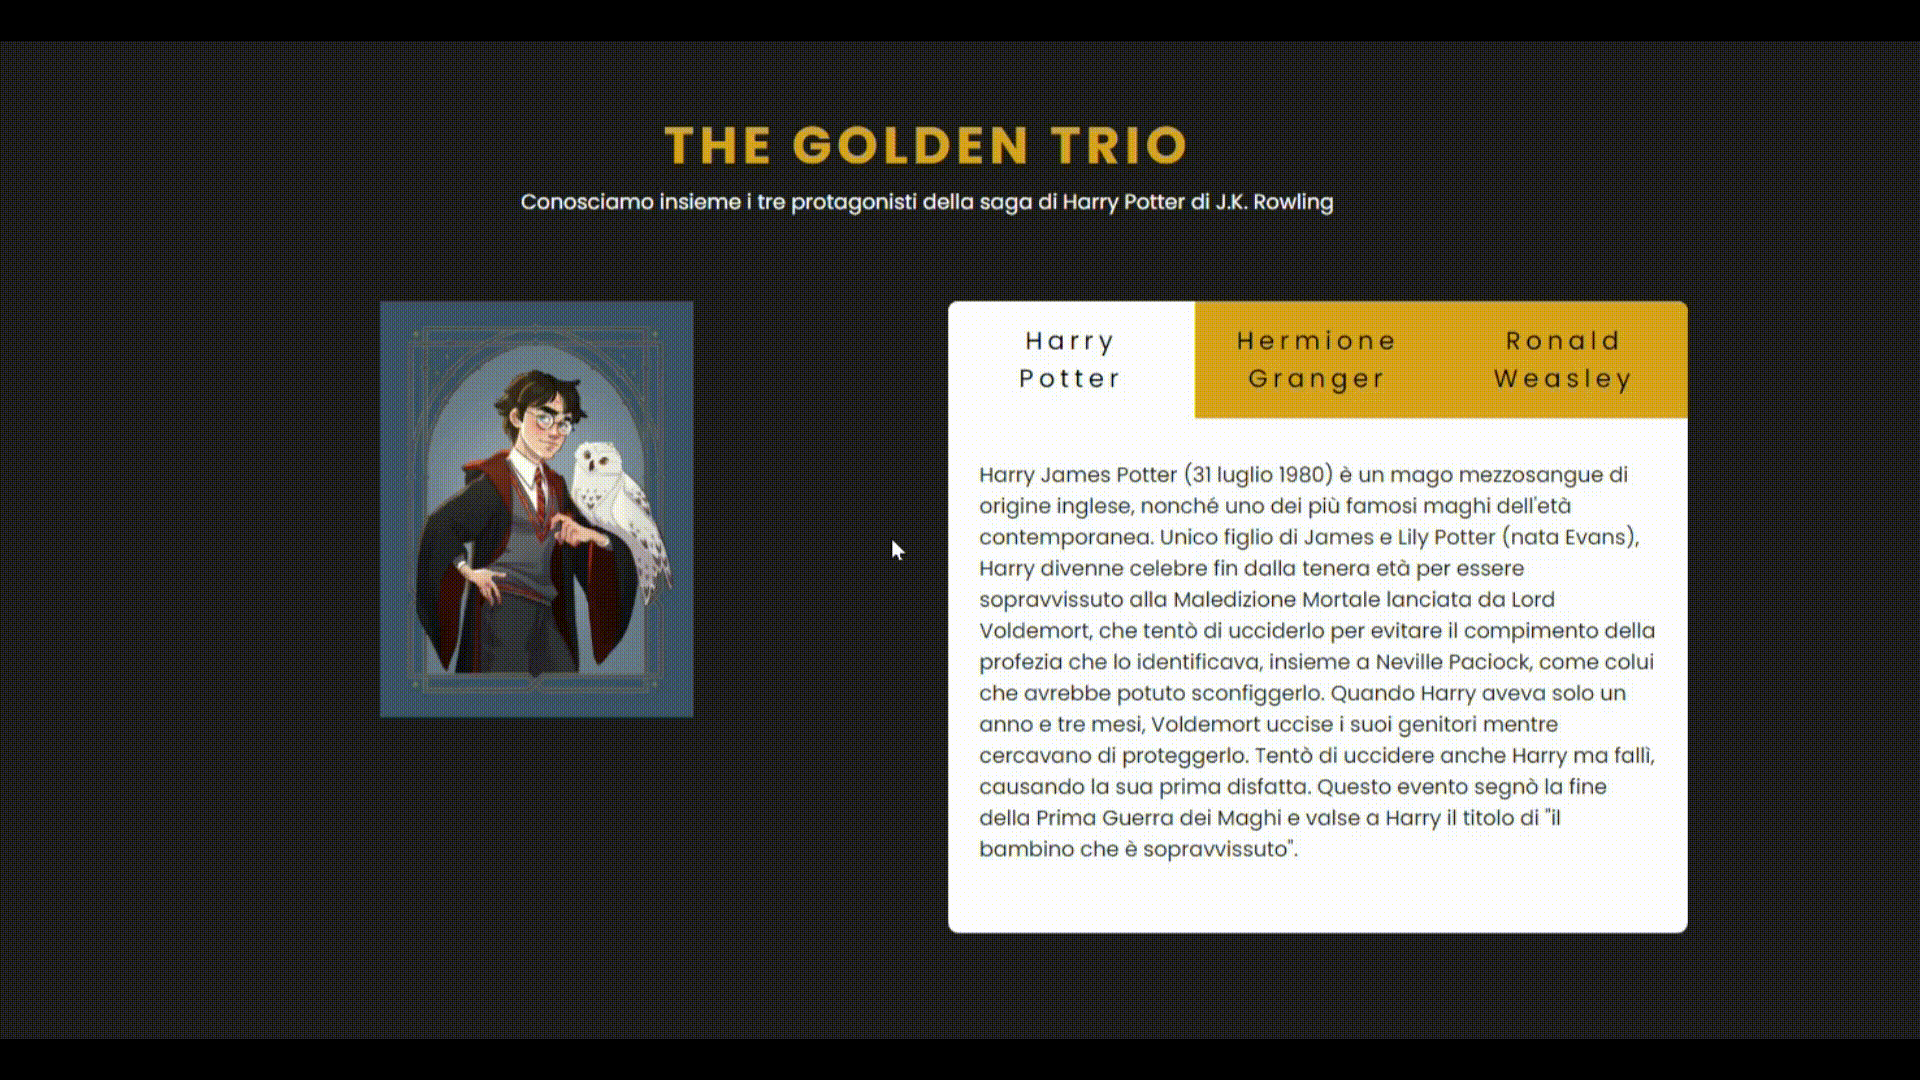 THE GOLDEN TRIO
Conosciamo insieme i tre protagonisti della saga di Harry Potter di J.K. Rowling
Harry
Potter
Hermione
Granger
Ronald
Weasley
Harry James Potter (31 luglio 1980) è un mago mezzosangue di
origine inglese, nonché uno dei più famosi maghi dell'età
contemporanea. Unico figlio di James e Lily Potter (nata Evans),
Harry divenne celebre fin dalla tenera età per essere
sopravvissuto alla Maledizione Mortale lanciata da Lord
Voldemort, che tentò di ucciderlo per evitare il compimento della
profezia che lo identificava, insieme a Neville Paciock, come colui
che avrebbe potuto sconfiggerlo. Quando Harry aveva solo un
anno e tre mesi, Voldemort uccise i suoi genitori mentre
cercavano di proteggerlo. Tentò di uccidere anche Harry ma fallì,
causando la sua prima disfatta. Questo evento segnò la fine
della Prima Guerra dei Maghi e valse a Harry il titolo di "il
bambino che è sopravvissuto".